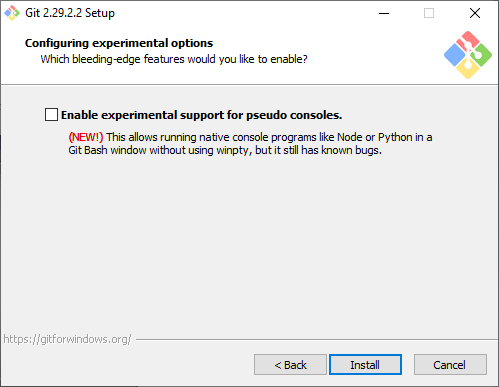 Git 2.29.2.2 Setup
Configuring experimental options
Which bleeding-edge features would you like to enable?
Enable experimental support for pseudo consoles.
(NEW!) This allows running native console programs like Node or Python in a
Git Bash window without using winpty, but it still has known bugs.
https://gitforwindows.org/
< Back
Install
Cancel